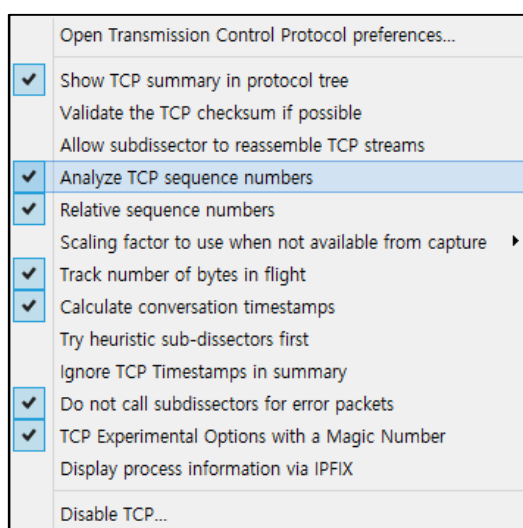 Open Transmission Control Protocol preferences...
Show TCP summary in protocol tree
Validate the TCP checksum if possible
Allow subdissector to reassemble TCP streams
Analyze TCP sequence numbers
Relative sequence numbers
Scaling factor to use when not available from capture
Track number of bytes in flight
Calculate conversation timestamps
Try heuristic sub-dissectors first
Ignore TCP Timestamps in summary
Do not call subdissectors for error packets
TCP Experimental Options with a Magic Number
Display process information via IPFIX
Disable TCP...